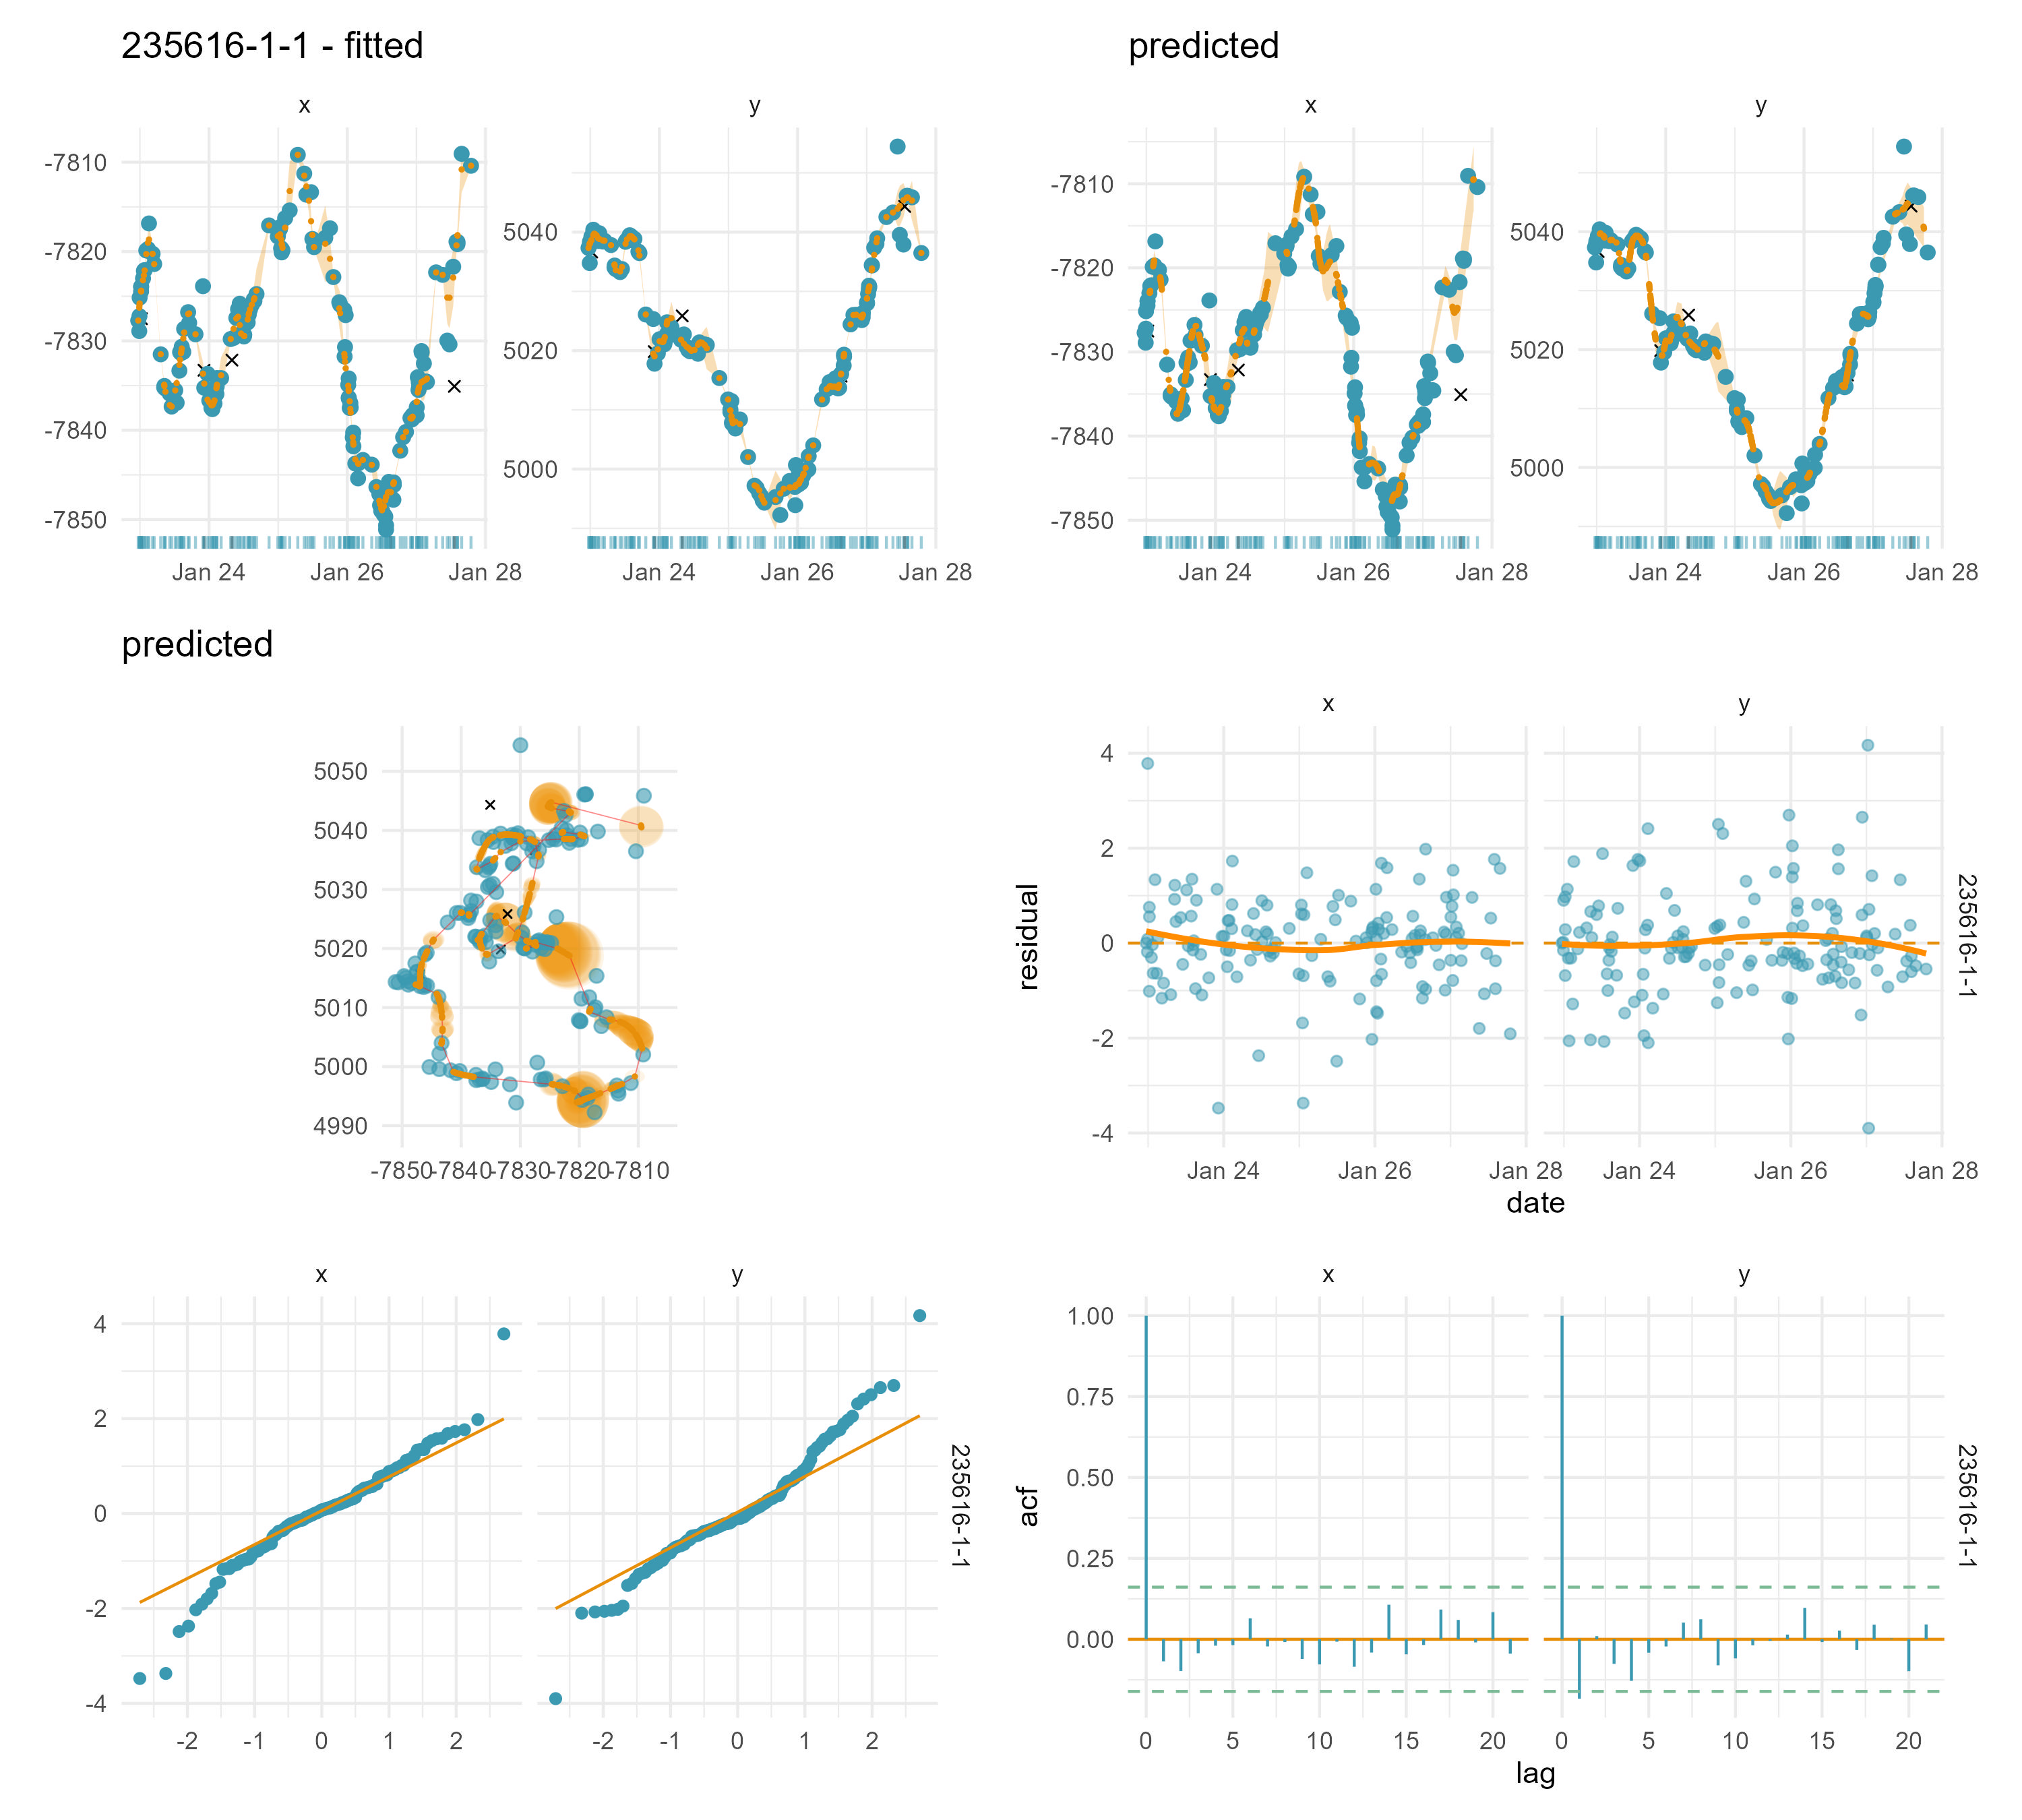 235616-1-1 - fitted
predicted
x
y
x
y
-7810
-7820
-7830
-7840
-7850
5040
5020
5000
-7810
-7820
-7830
-7840
-7850
5040
5020
5000
Jan 24
Jan 26
Jan 28
Jan 24
Jan 26
Jan 28
Jan 24
Jan 26
Jan 28
Jan 24
Jan 26
Jan 28
predicted
5050
5040
5030
5020
5010
5000
4990
-7850
-7840
-7830
-7820
-7810
x
y
residual
4
2
0
-2
-4
235616-1-1
Jan 24
Jan 26
Jan 28
Jan 24
Jan 26
Jan 28
date
x
y
4
2
0
-2
-4
235616-1-1
-2
-1
0
1
2
-2
-1
0
1
2
x
y
acf
1.00
0.75
0.50
0.25
0.00
235616-1-1
0
5
10
15
20
0
5
10
15
20
lag